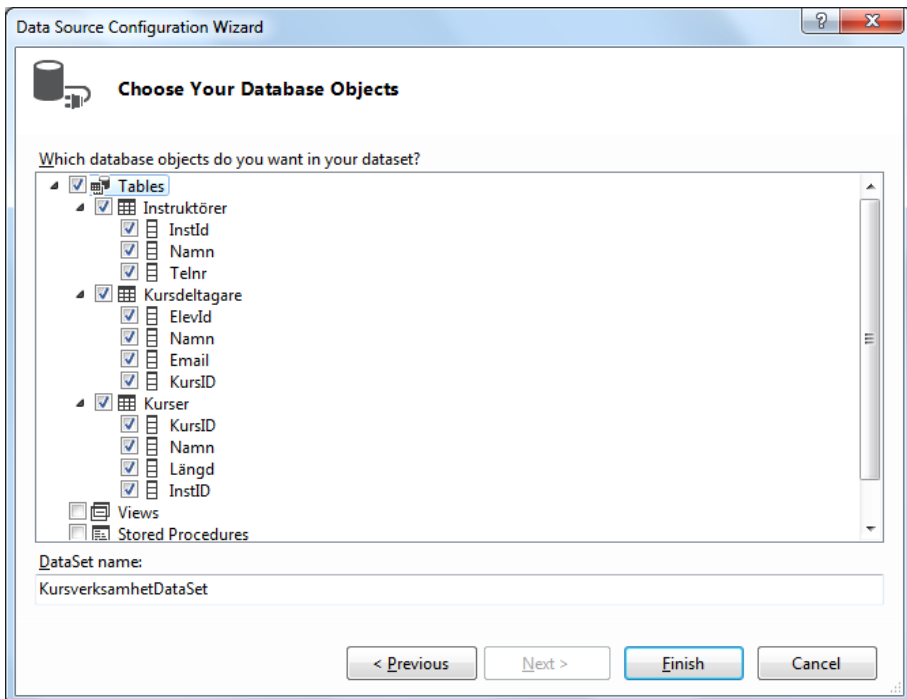 Data Source Configuration Wizard
?
Choose Your Database Objects
Which database objects do you want in your dataset?
Tables
Instruktörer
InstId
Namn
Telnr
Kursdeltagare
ElevId
Namn
Email
KursID
Kurser
KursID
Namn
Längd
InstID
Views
Stored Procedures
DataSet name:
KursverksamhetDataSet
< Previous Next > Finish Cancel